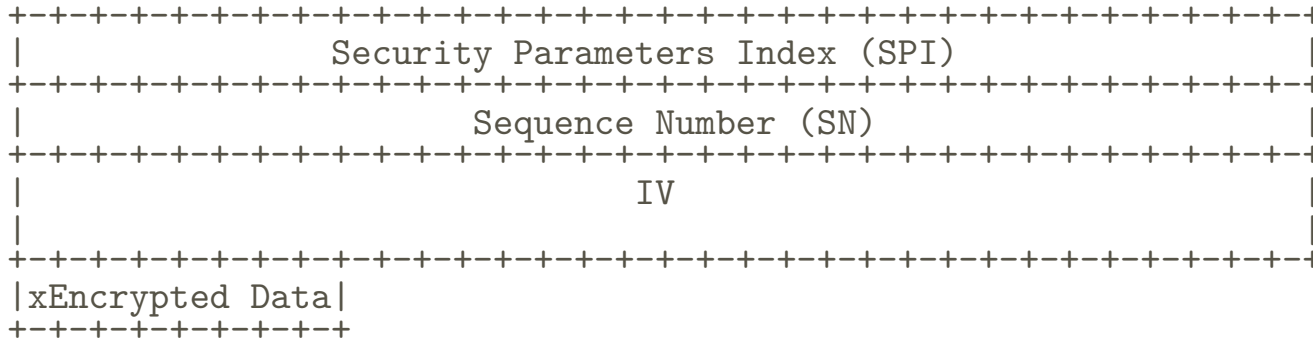 +-+-+-+-+-+-+-+-+-+-+-+-+-+-+-+-+-+-+-+-+-+-+-+-+-+-+-+-+-+-+-+-+
| Security Parameters Index (SPI) |
+-+-+-+-+-+-+-+-+-+-+-+-+-+-+-+-+-+-+-+-+-+-+-+-+-+-+-+-+-+-+-+-+
| Sequence Number (SN) |
+-+-+-+-+-+-+-+-+-+-+-+-+-+-+-+-+-+-+-+-+-+-+-+-+-+-+-+-+-+-+-+-+
| IV |
| |
+-+-+-+-+-+-+-+-+-+-+-+-+-+-+-+-+-+-+-+-+-+-+-+-+-+-+-+-+-+-+-+-+
|xEncrypted Data|
+-+-+-+-+-+-+-+-+